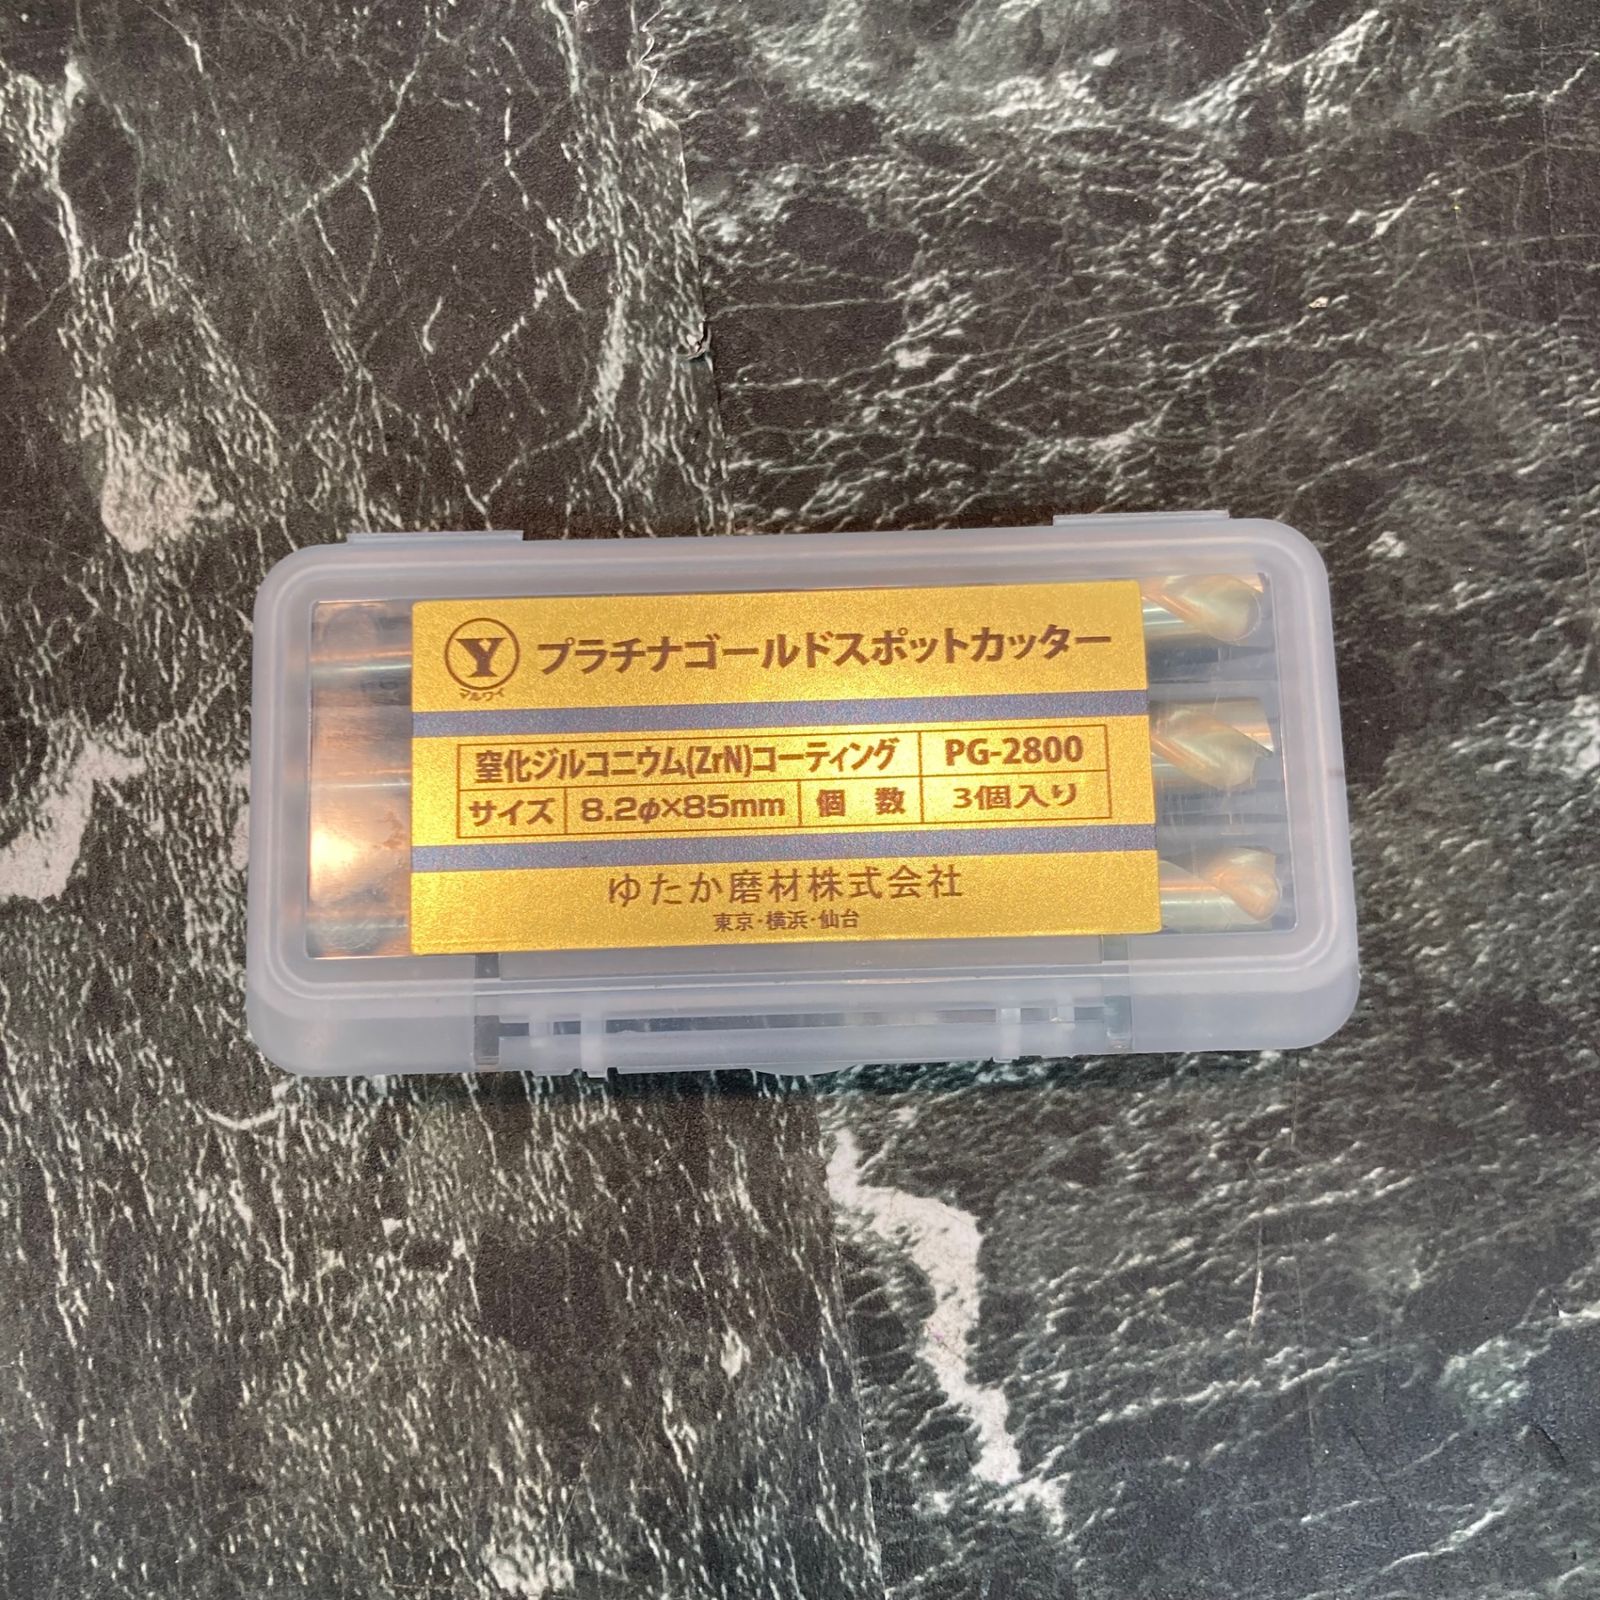 Y
マルワイ
プラチナゴールドスポットカッター
窒化ジルコニウム(ZrN)コーティング PG-2800
サイズ 8.2φ×85mm 個数 3個入り
ゆたか磨材株式会社
東京・横浜・仙台